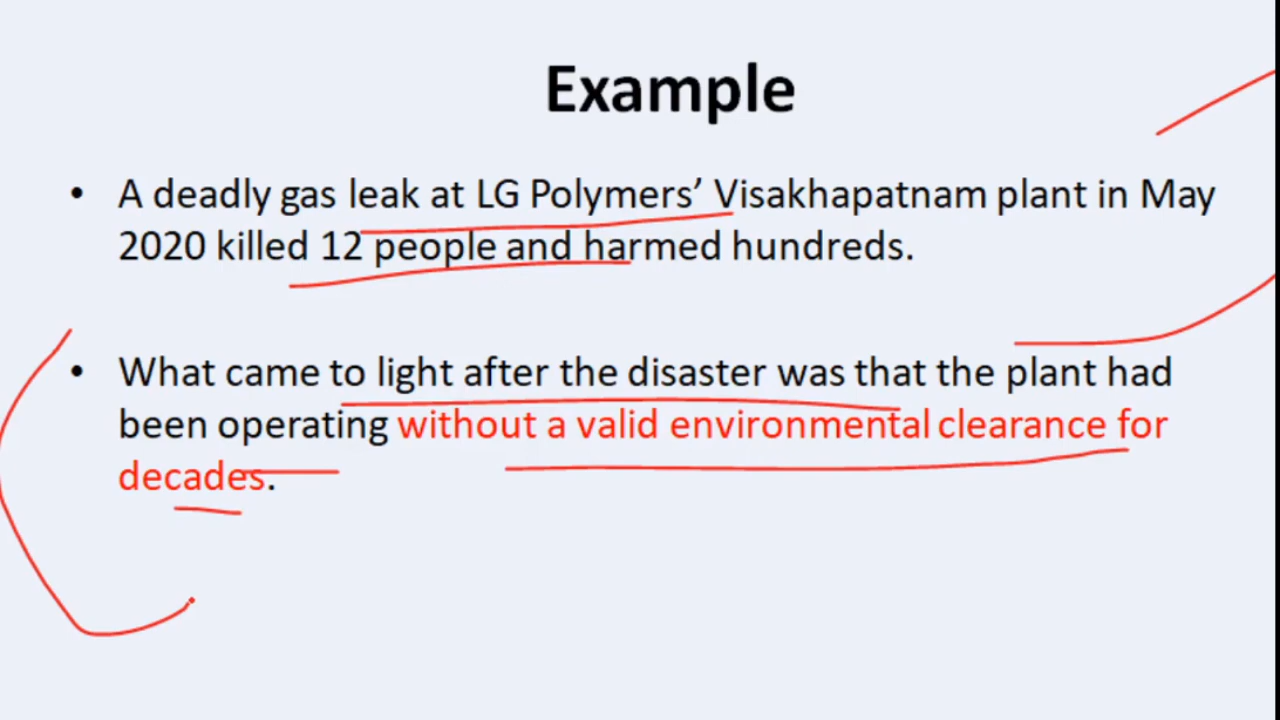 Example
• A deadly gas leak at LG Polymers’ Visakhapatnam plant in May
2020 killed 12 people and harmed hundreds.
• What came to light after the disaster was that the plant had
been operating without a valid environmental clearance for
decades.